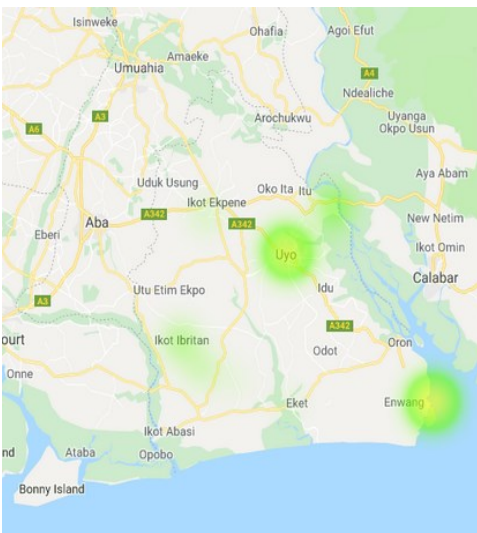 Isinweke
Ohafia
Agoi Efut
Amaeke
Umuahia
A4
Ndealiche
A3
Arochukwu
Uyanga
Okpo Usun
A6
Aya Abam
Uduk Usung
Oko Ita
Itu
Ikot Ekpene
A342
New Netim
Aba
A342
Eberi
Ikot Omin
Uyo
Calabar
Utu Etim Ekpo
Idu
A3
A342
ourt
Ikot Ibritan
Oron
Odot
Onne
Eket
Enwang
Ikot Abasi
nd
Ataba
Opobo
Bonny Island